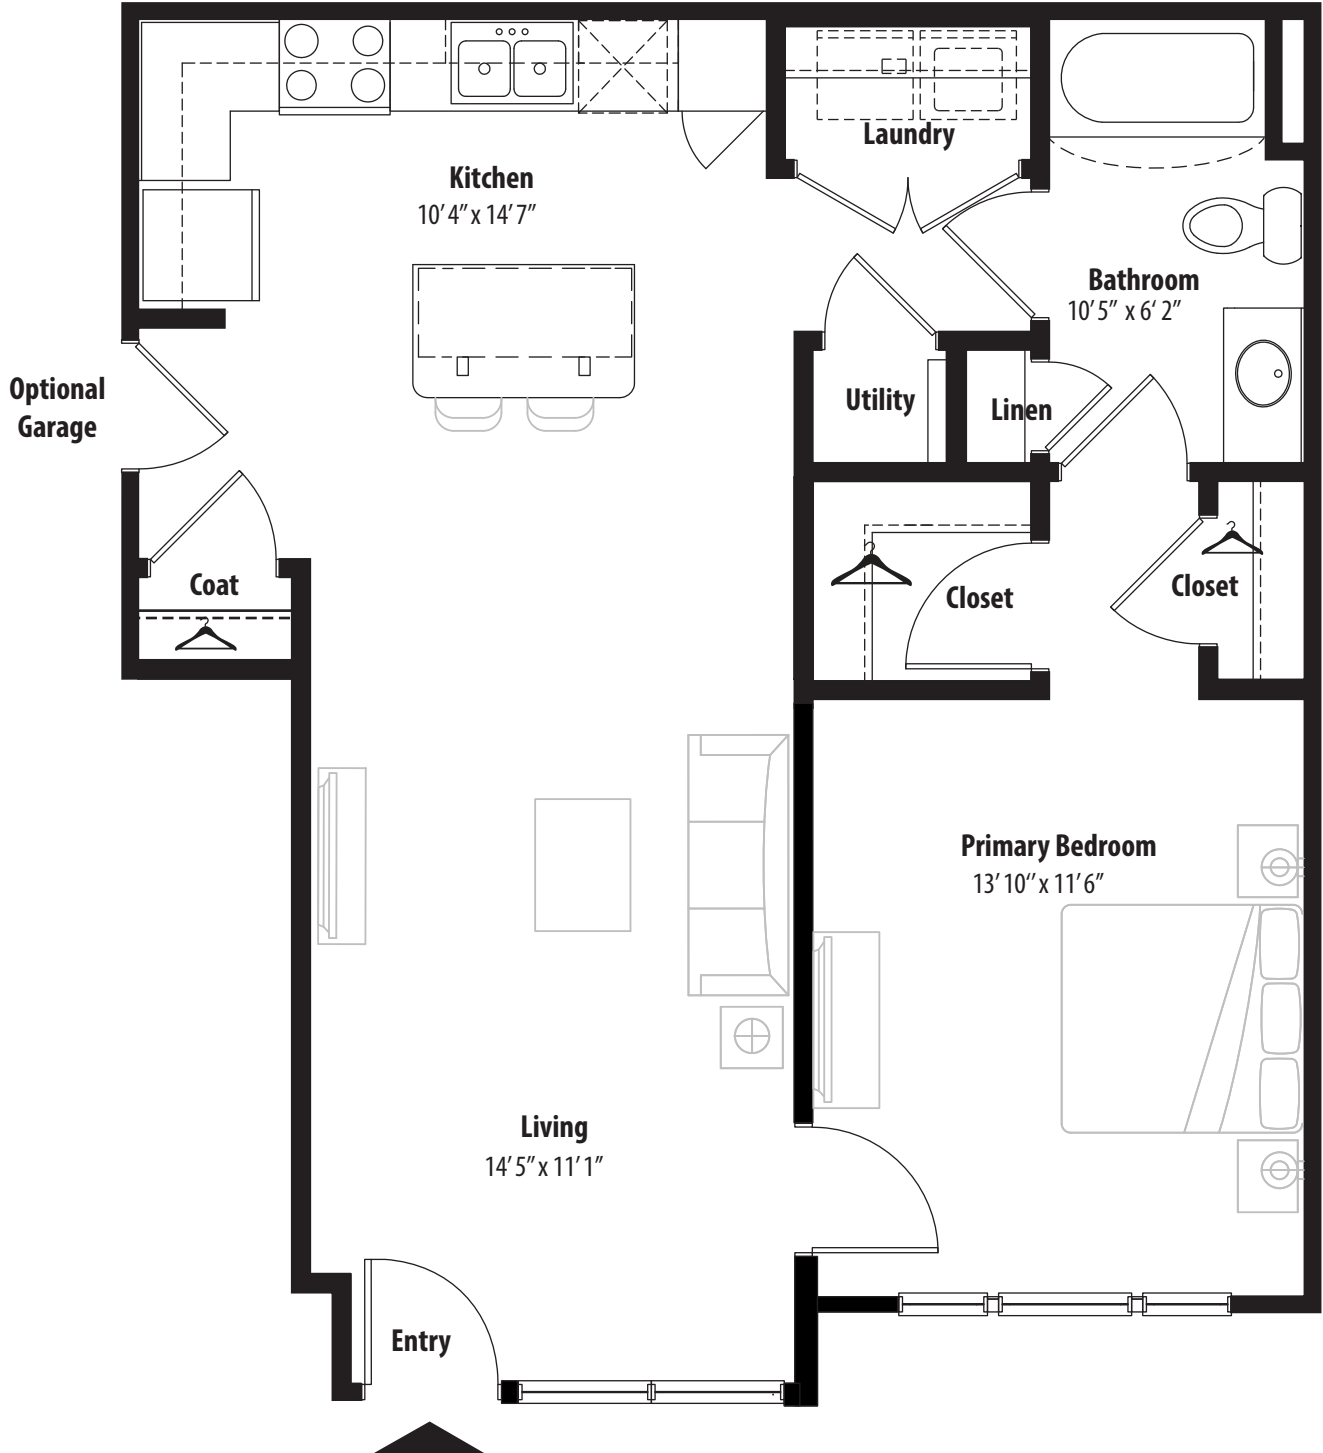 Laundry
Kitchen
10' 4" x 14' 7"
Bathroom
10' 5" x 6' 2"
Optional
Garage
Utility
Linen
Coat
Closet
Closet
Primary Bedroom
13' 10" x 11' 6"
Living
14' 5" x 11' 1"
Entry